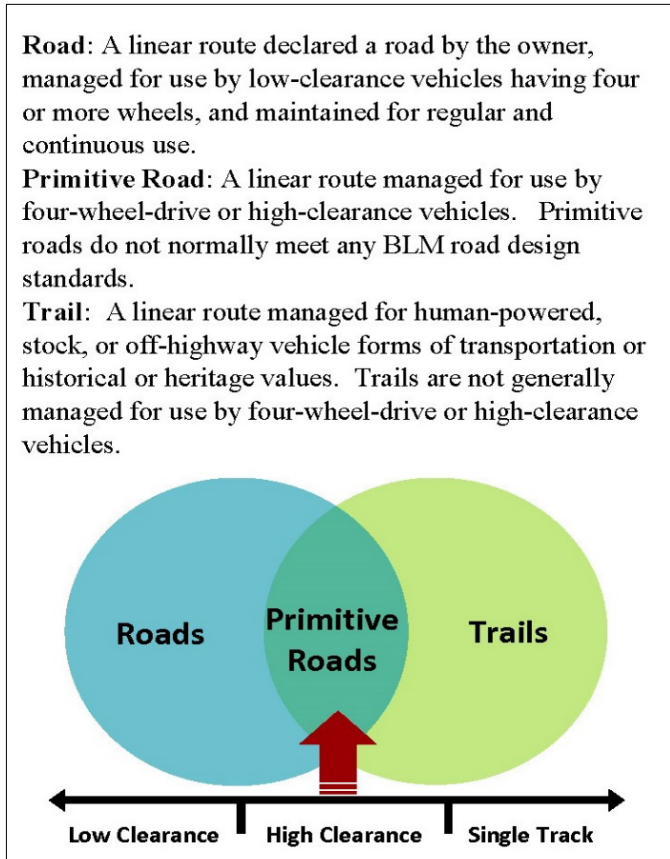 Road: A linear route declared a road by the owner,
managed for use by low-clearance vehicles having four
or more wheels, and maintained for regular and
continuous use.
Primitive Road: A linear route managed for use by
four-wheel-drive or high-clearance vehicles.   Primitive
roads do not normally meet any BLM road design
standards.
Trail:  A linear route managed for human-powered,
stock, or off-highway vehicle forms of transportation or
historical or heritage values.  Trails are not generally
managed for use by four-wheel-drive or high-clearance
vehicles.
Roads
Primitive
Roads
Trails
Low Clearance
High Clearance
Single Track